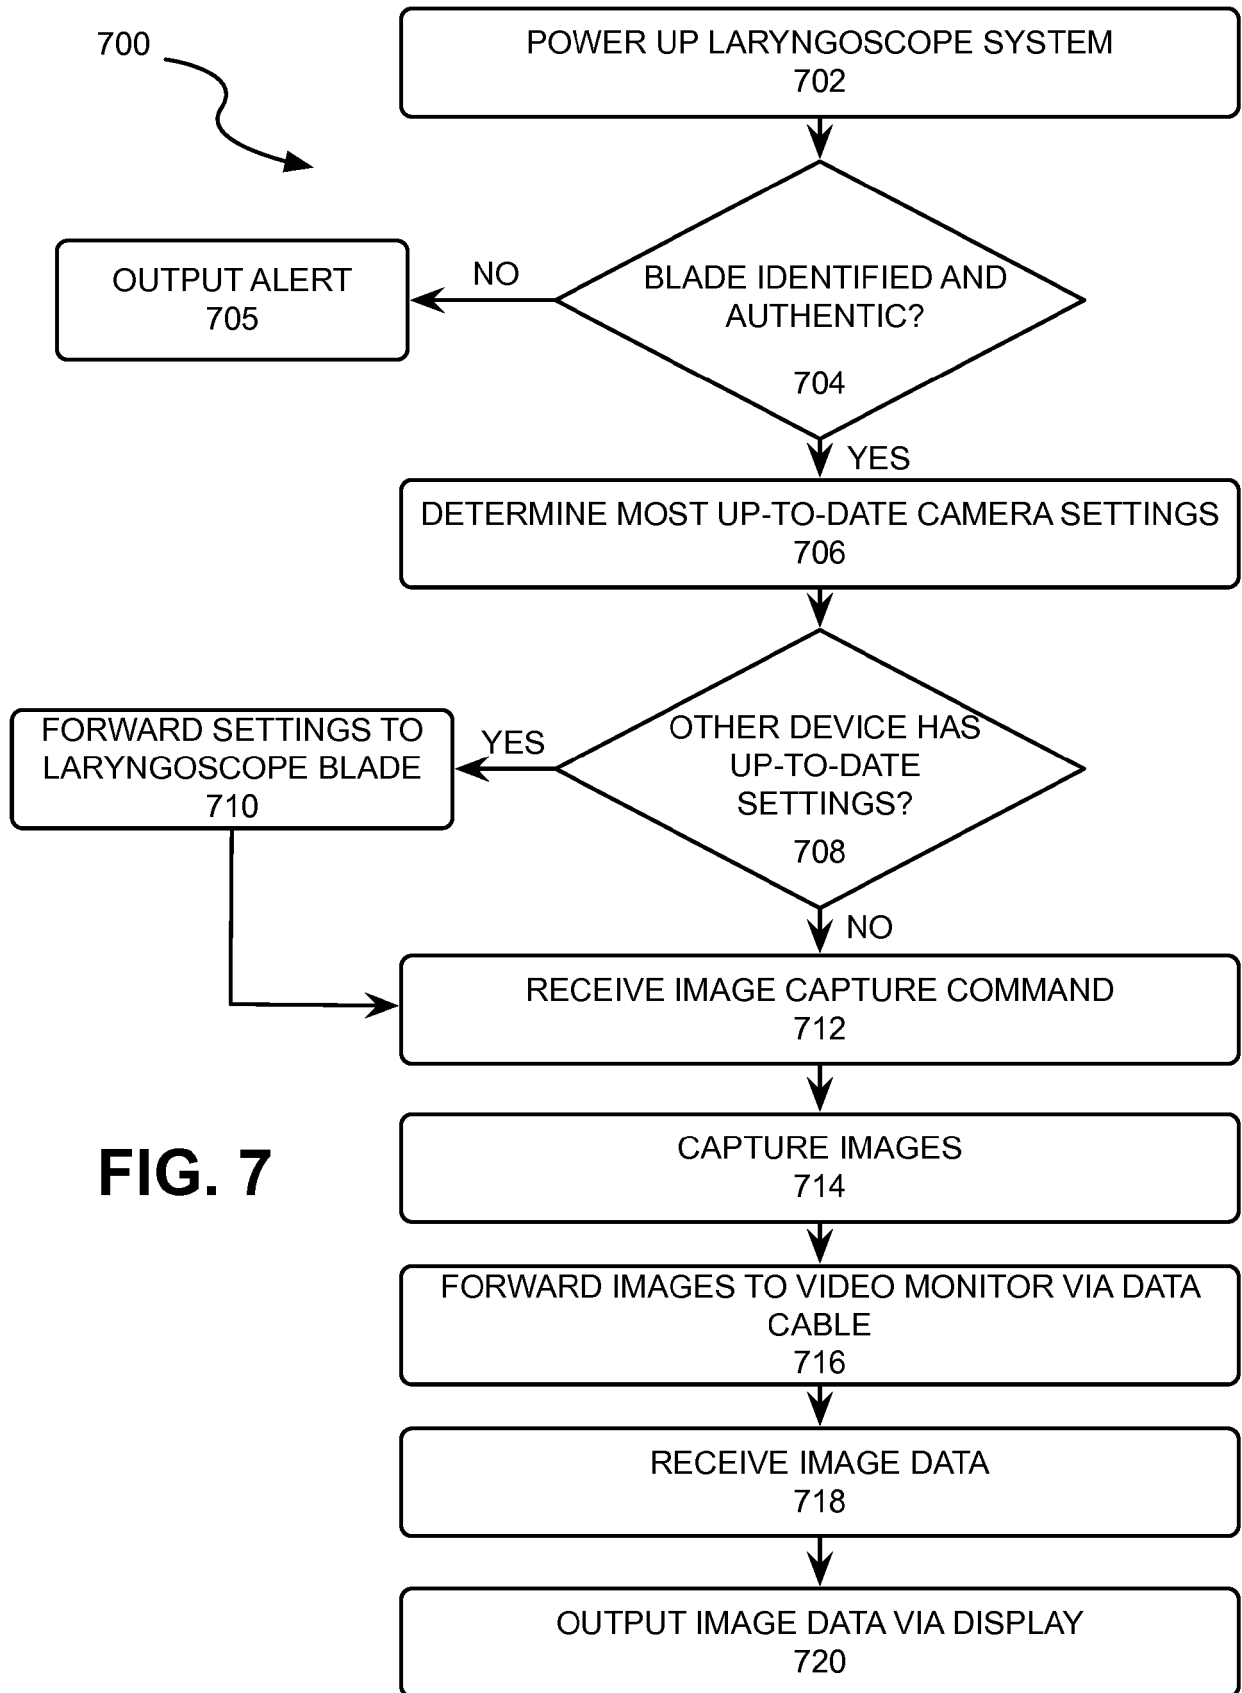 700
POWER UP LARYNGOSCOPE SYSTEM
702
BLADE IDENTIFIED AND
AUTHENTIC?
704
NO
OUTPUT ALERT
705
YES
DETERMINE MOST UP-TO-DATE CAMERA SETTINGS
706
OTHER DEVICE HAS
UP-TO-DATE
SETTINGS?
708
YES
FORWARD SETTINGS TO
LARYNGOSCOPE BLADE
710
NO
RECEIVE IMAGE CAPTURE COMMAND
712
CAPTURE IMAGES
714
FIG. 7
FORWARD IMAGES TO VIDEO MONITOR VIA DATA
CABLE
716
RECEIVE IMAGE DATA
718
OUTPUT IMAGE DATA VIA DISPLAY
720